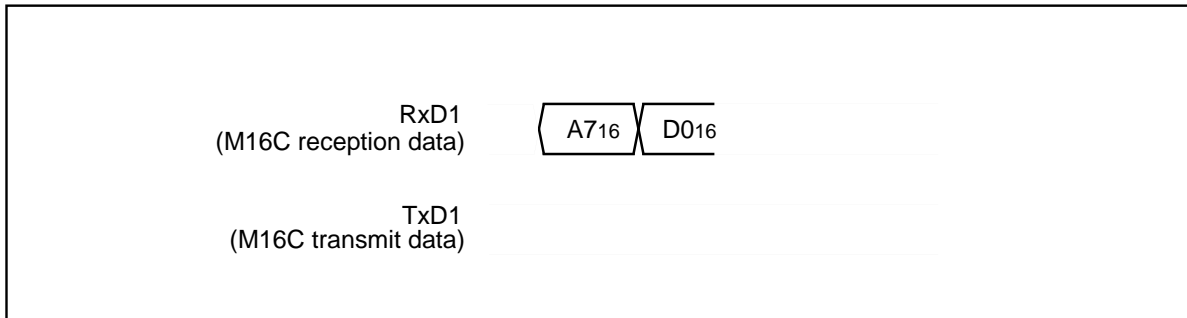 RxD1
(M16C reception data)
A716
D016
TxD1
(M16C transmit data)